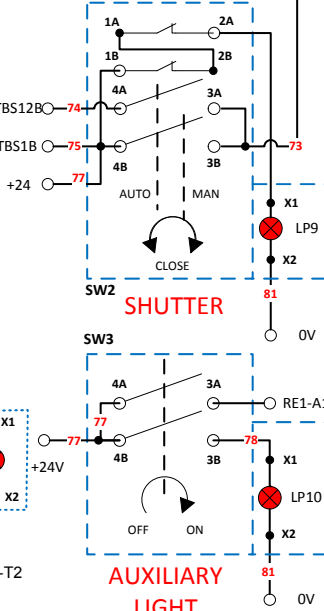 1A
2A
1B
2B
4A
3A
TBS12B
74
TBS1B
75
73
4B
3B
+24
77
AUTO
MAN
X1
LP9
CLOSE
X2
SW2
81
SHUTTER
0V
SW3
4A
3A
RE1-A1
X1
77
77
78
+24V
4B
3B
X1
X2
LP10
OFF
ON
X2
-T2
AUXILIARY
81
LIGHT
0V